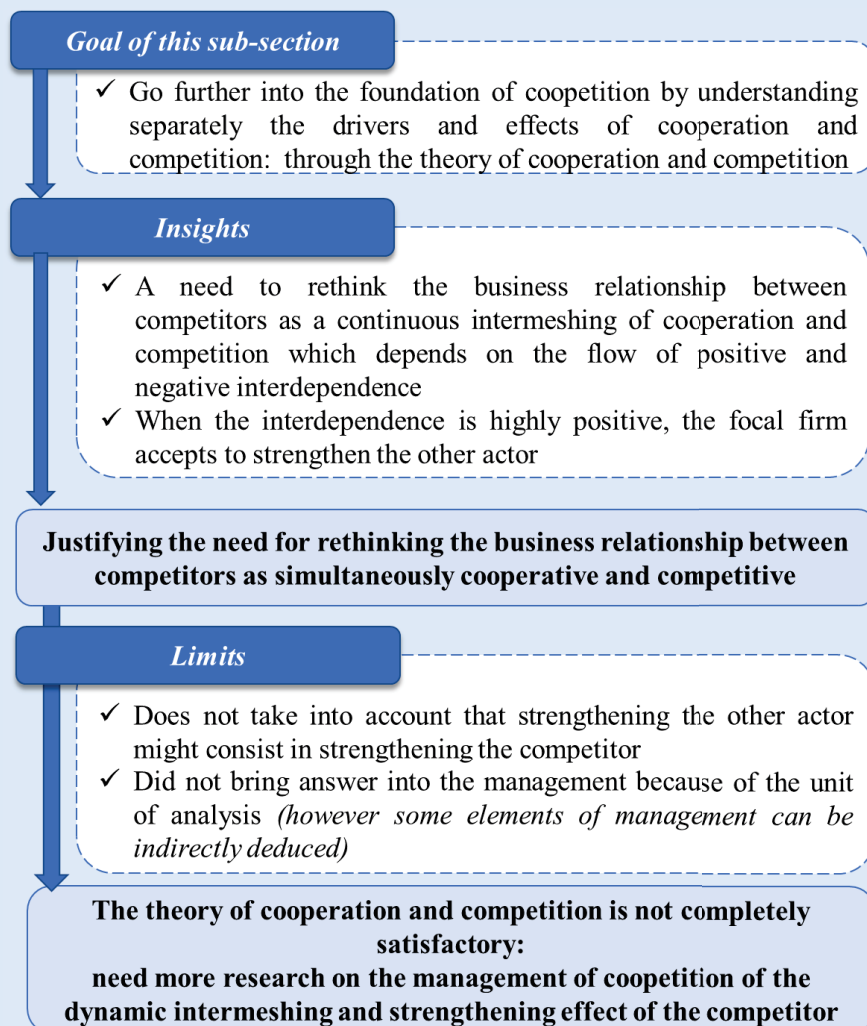 Goal of this sub-section
✓ Go further into the foundation of coopetition by understanding
separately the drivers and effects of cooperation and
competition: through the theory of cooperation and competition
Insights
✓ A need to rethink the business relationship between
competitors as a continuous intermeshing of cooperation and
competition which depends on the flow of positive and
negative interdependence
✓ When the interdependence is highly positive, the focal firm
accepts to strengthen the other actor
Justifying the need for rethinking the business relationship between
competitors as simultaneously cooperative and competitive
Limits
✓ Does not take into account that strengthening the other actor
might consist in strengthening the competitor
✓ Did not bring answer into the management because of the unit
of analysis (however some elements of management can be
indirectly deduced)
The theory of cooperation and competition is not completely
satisfactory:
need more research on the management of coopetition of the
dynamic intermeshing and strengthening effect of the competitor